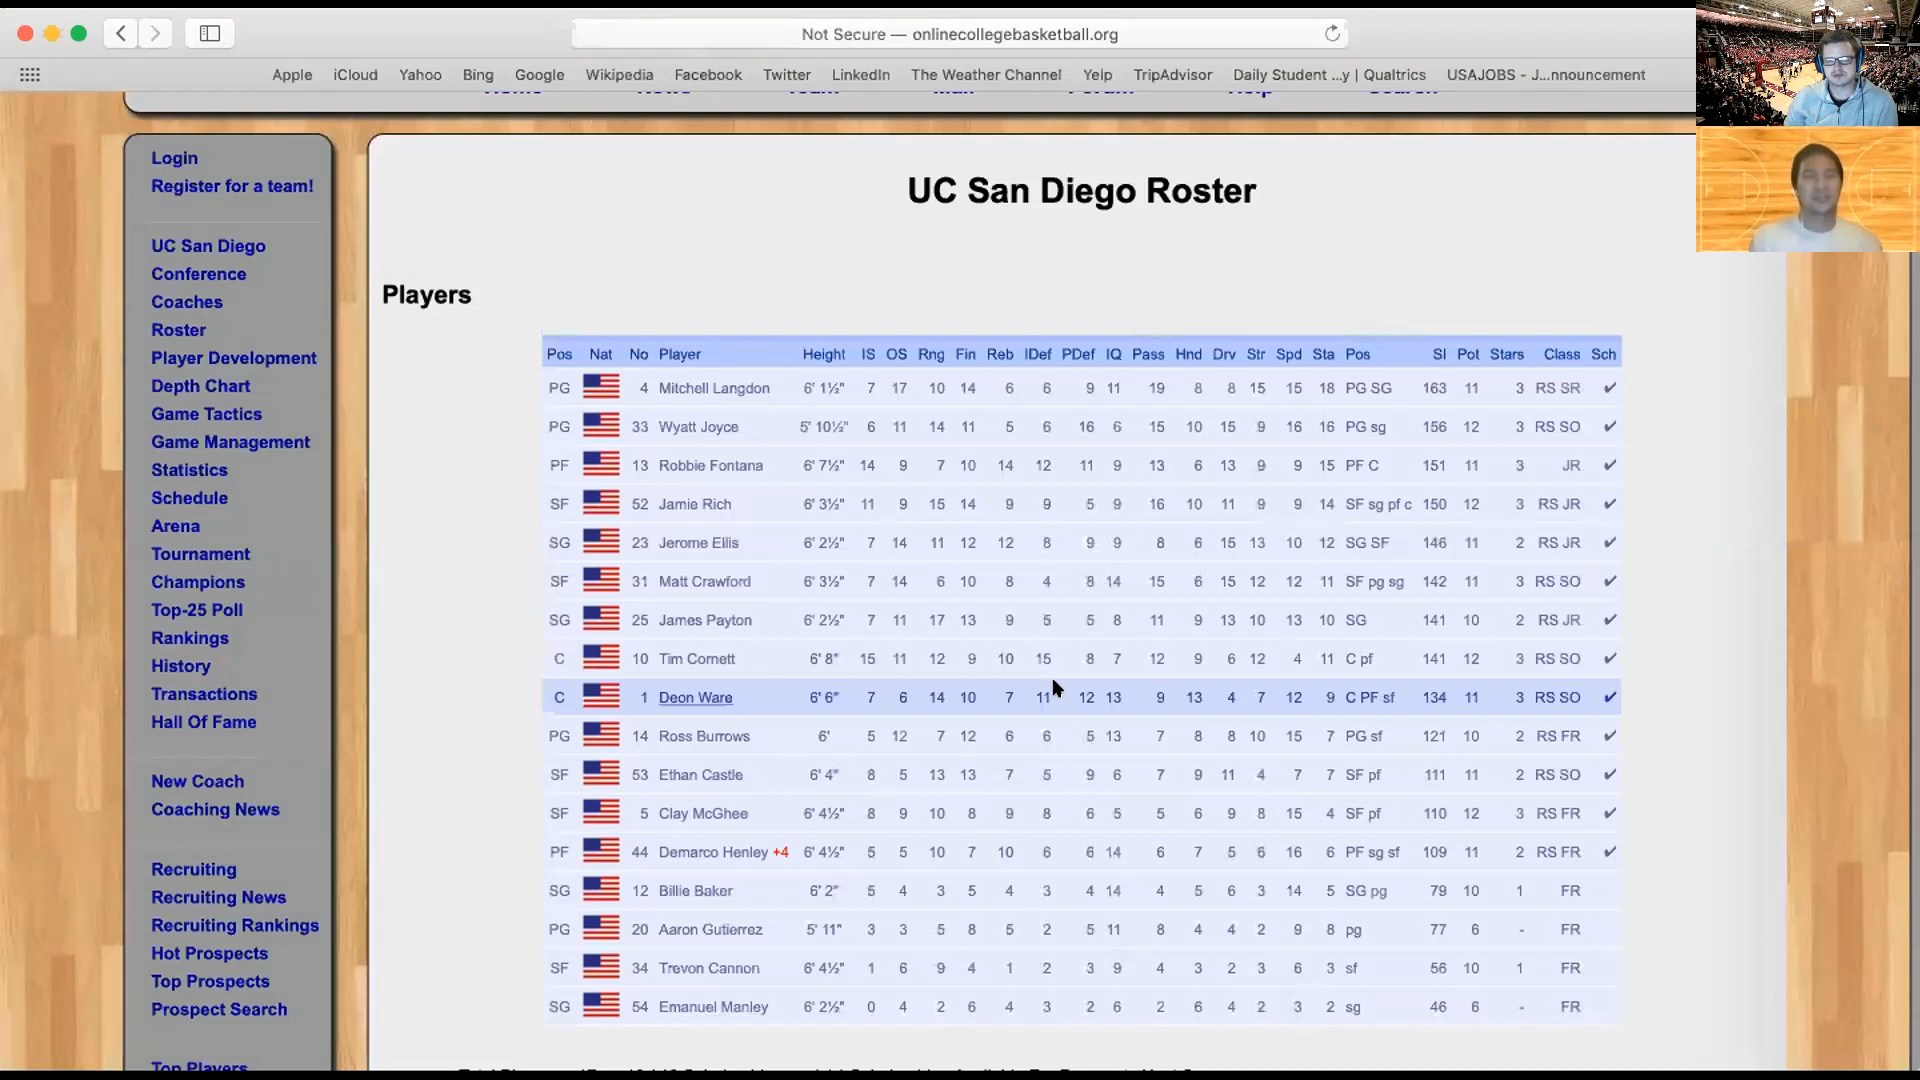 Not Secure — onlinecollegebasketball.org
Apple iCloud Yahoo Bing Google Wikipedia Facebook Twitter LinkedIn The Weather Channel Yelp TripAdvisor Daily Student ...y | Qualtrics USAJOBS - J...nnouncement
Home News Team Mail Forum Help Search
Login
Register for a team!
UC San Diego
Conference
Coaches
Roster
Player Development
Depth Chart
Game Tactics
Game Management
Statistics
Schedule
Arena
Tournament
Champions
Top-25 Poll
Rankings
History
Transactions
Hall Of Fame
New Coach
Coaching News
Recruiting
Recruiting News
Recruiting Rankings
Hot Prospects
Top Prospects
Prospect Search
Top Players
UC San Diego Roster
Players
Pos Nat No Player Height IS OS Rng Fin Reb IDef PDef IQ Pass Hnd Drv Str Spd Sta Pos SI Pot Stars Class Sch
PG 4 Mitchell Langdon 6' 1½" 7 17 10 14 6 6 9 11 19 8 8 15 15 18 PG SG 163 11 3 RS SR ✔
PG 33 Wyatt Joyce 5' 10½" 6 11 14 11 5 6 16 6 15 10 15 9 16 16 PG sg 156 12 3 RS SO ✔
PF 13 Robbie Fontana 6' 7½" 14 9 7 10 14 12 11 9 13 6 13 9 9 15 PF C 151 11 3 JR ✔
SF 52 Jamie Rich 6' 3½" 11 9 15 14 9 9 5 9 16 10 11 9 9 14 SF sg pf c 150 12 3 RS JR ✔
SG 23 Jerome Ellis 6' 2½" 7 14 11 12 12 8 9 9 8 6 15 13 10 12 SG SF 146 11 2 RS JR ✔
SF 31 Matt Crawford 6' 3½" 7 14 6 10 8 4 8 14 15 6 15 12 12 11 SF pg sg 142 11 3 RS SO ✔
SG 25 James Payton 6' 2½" 7 11 17 13 9 5 5 8 11 9 13 10 13 10 SG 141 10 2 RS JR ✔
C 10 Tim Cornett 6' 8" 15 11 12 9 10 15 8 7 12 9 6 12 4 11 C pf 141 12 3 RS SO ✔
C 1 Deon Ware 6' 6" 7 6 14 10 7 11 12 13 9 13 4 7 12 9 C PF sf 134 11 3 RS SO ✔
PG 14 Ross Burrows 6' 5 12 7 12 6 6 5 13 7 8 8 10 15 7 PG sf 121 10 2 RS FR ✔
SF 53 Ethan Castle 6' 4" 8 5 13 13 7 5 9 6 7 9 11 4 7 7 SF pf 111 11 2 RS SO ✔
SF 5 Clay McGhee 6' 4½" 8 9 10 8 9 8 6 5 5 6 9 8 15 4 SF pf 110 12 3 RS FR ✔
PF 44 Demarco Henley +4 6' 4½" 5 5 10 7 10 6 6 14 6 7 5 6 16 6 PF sg sf 109 11 2 RS FR ✔
SG 12 Billie Baker 6' 2" 5 4 3 5 4 3 4 14 4 5 6 3 14 5 SG pg 79 10 1 FR
PG 20 Aaron Gutierrez 5' 11" 3 3 5 8 5 2 5 11 8 4 4 2 9 8 pg 77 6 - FR
SF 34 Trevon Cannon 6' 4½" 1 6 9 4 1 2 3 9 4 3 2 3 6 3 sf 56 10 1 FR
SG 54 Emanuel Manley 6' 2½" 0 4 2 6 4 3 2 6 2 6 4 2 3 2 sg 46 6 - FR